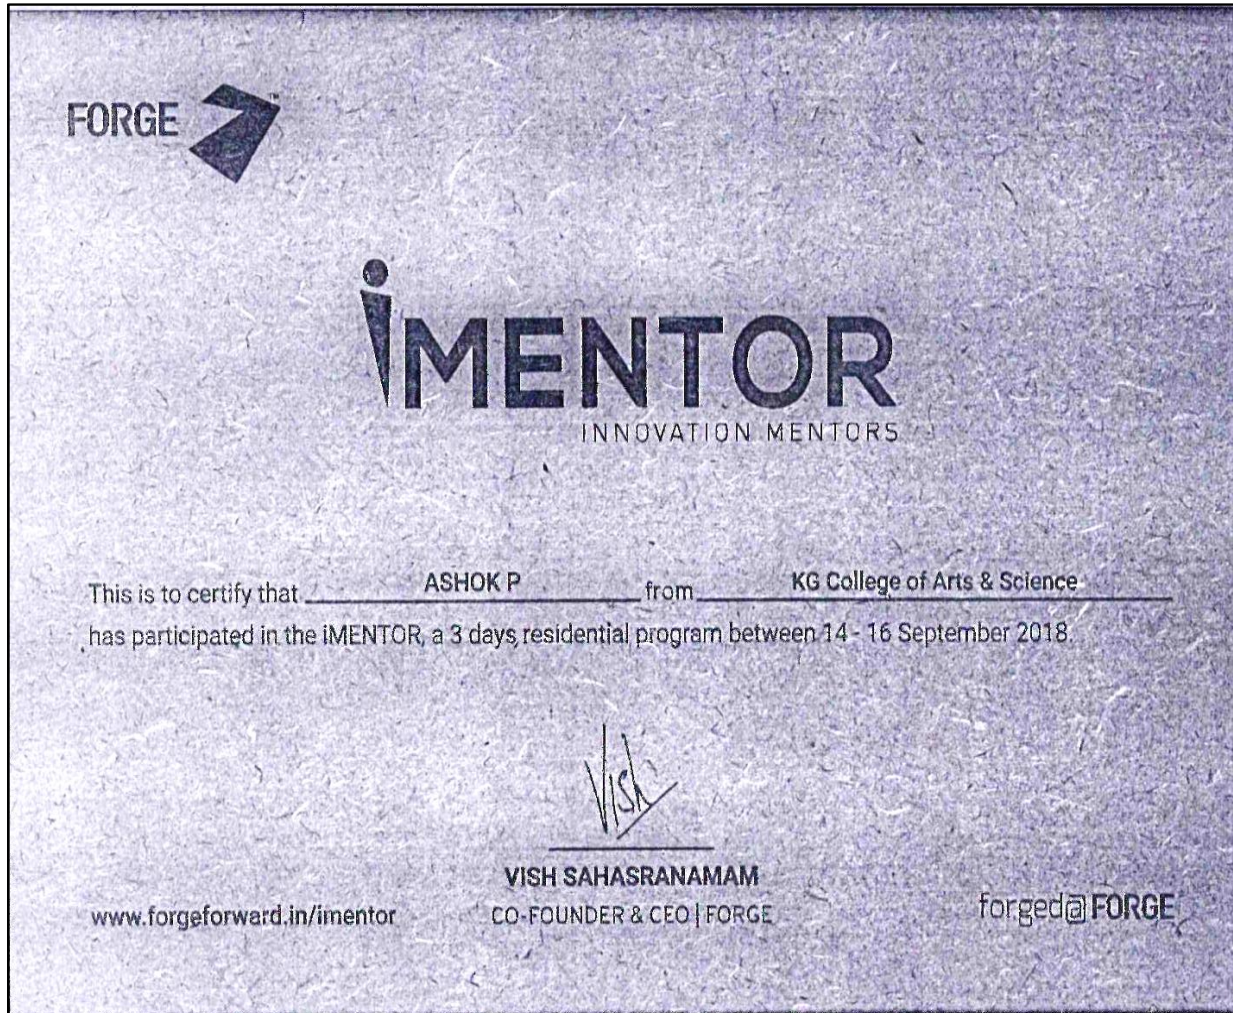 FORGE
iMENTOR
INNOVATION MENTORS
This is to certify that ASHOK P from KG College of Arts & Science
has participated in the iMENTOR, a 3 days residential program between 14 - 16 September 2018.
Vish
VISH SAHASRANAMAM
CO-FOUNDER & CEO | FORGE
www.forgeforward.in/imentor
forged@FORGE